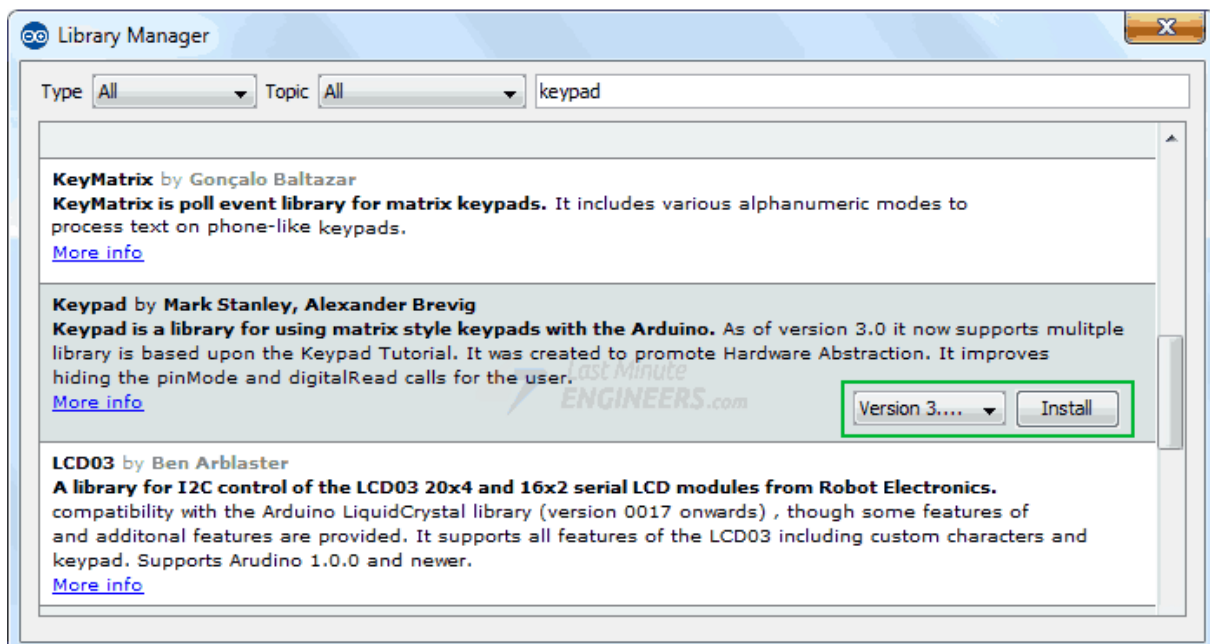 Library Manager
Type All Topic All keypad
KeyMatrix by Gonçalo Baltazar
KeyMatrix is poll event library for matrix keypads. It includes various alphanumeric modes to
process text on phone-like keypads.
More info
Keypad by Mark Stanley, Alexander Brevig
Keypad is a library for using matrix style keypads with the Arduino. As of version 3.0 it now supports mulitple
library is based upon the Keypad Tutorial. It was created to promote Hardware Abstraction. It improves
hiding the pinMode and digitalRead calls for the user.
Last Minute
ENGINEERS.com
More info
Version 3.... Install
LCD03 by Ben Arblaster
A library for I2C control of the LCD03 20x4 and 16x2 serial LCD modules from Robot Electronics.
compatibility with the Arduino LiquidCrystal library (version 0017 onwards) , though some features of
and additonal features are provided. It supports all features of the LCD03 including custom characters and
keypad. Supports Arudino 1.0.0 and newer.
More info